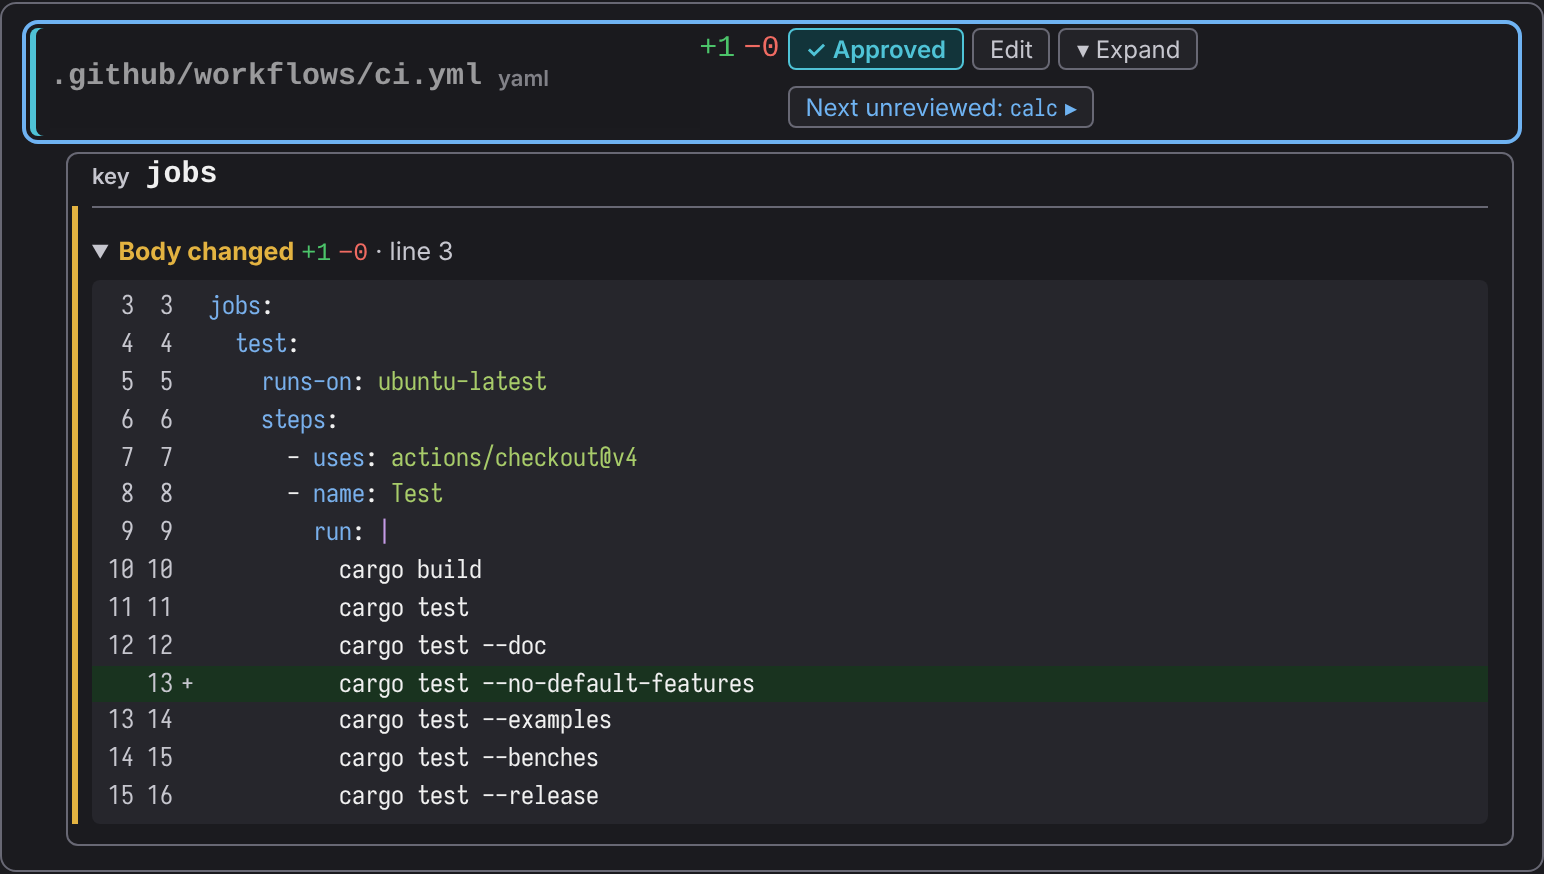 .github/workflows/ci.yml yaml +1 −0 ✓ Approved Edit ▾ Expand
Next unreviewed: calc ▸
key jobs
▼ Body changed +1 −0 · line 3
3 3 jobs:
4 4 test:
5 5 runs-on: ubuntu-latest
6 6 steps:
7 7 - uses: actions/checkout@v4
8 8 - name: Test
9 9 run: |
10 10 cargo build
11 11 cargo test
12 12 cargo test --doc
13 + cargo test --no-default-features
13 14 cargo test --examples
14 15 cargo test --benches
15 16 cargo test --release